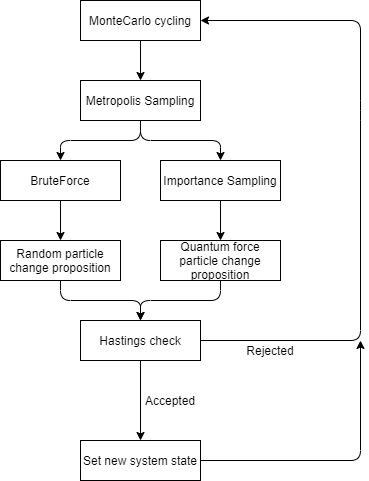 MonteCarlo cycling
Metropolis Sampling
BruteForce
Importance Sampling
Random particle
change proposition
Quantum force
particle change
proposition
Hastings check
Rejected
Accepted
Set new system state